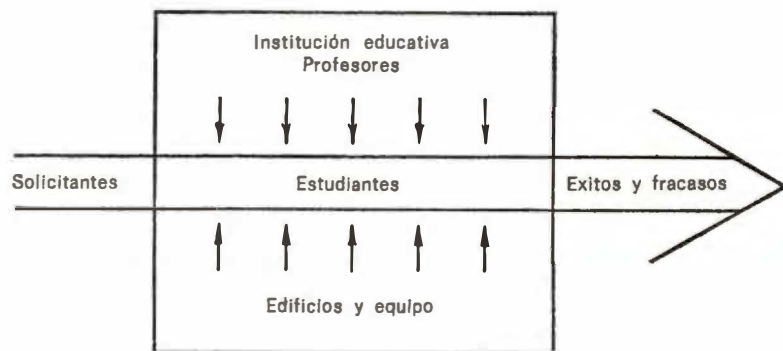 Institución educativa
Profesores
Solicitantes
Estudiantes
Exitos y fracasos
Edificios y equipo